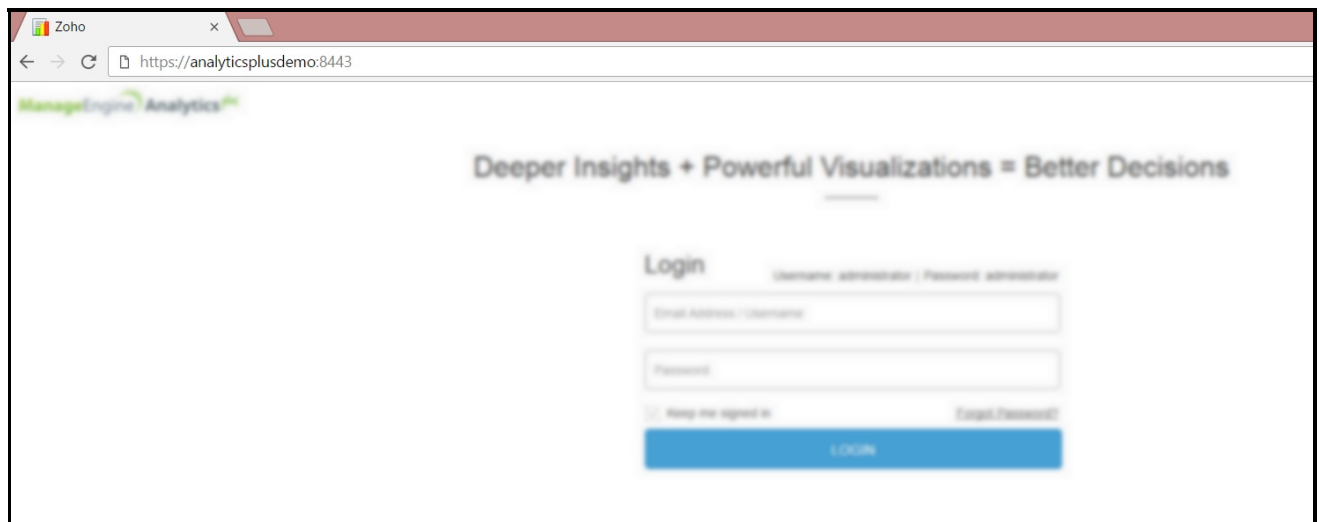 Zoho
https://analyticsplusdemo:8443
ManageEngine Analytics plus
Deeper Insights + Powerful Visualizations = Better Decisions
Login
Username: administrator | Password: administrator
Email Address / Username
Password
Keep me signed in
Forgot Password?
LOGIN